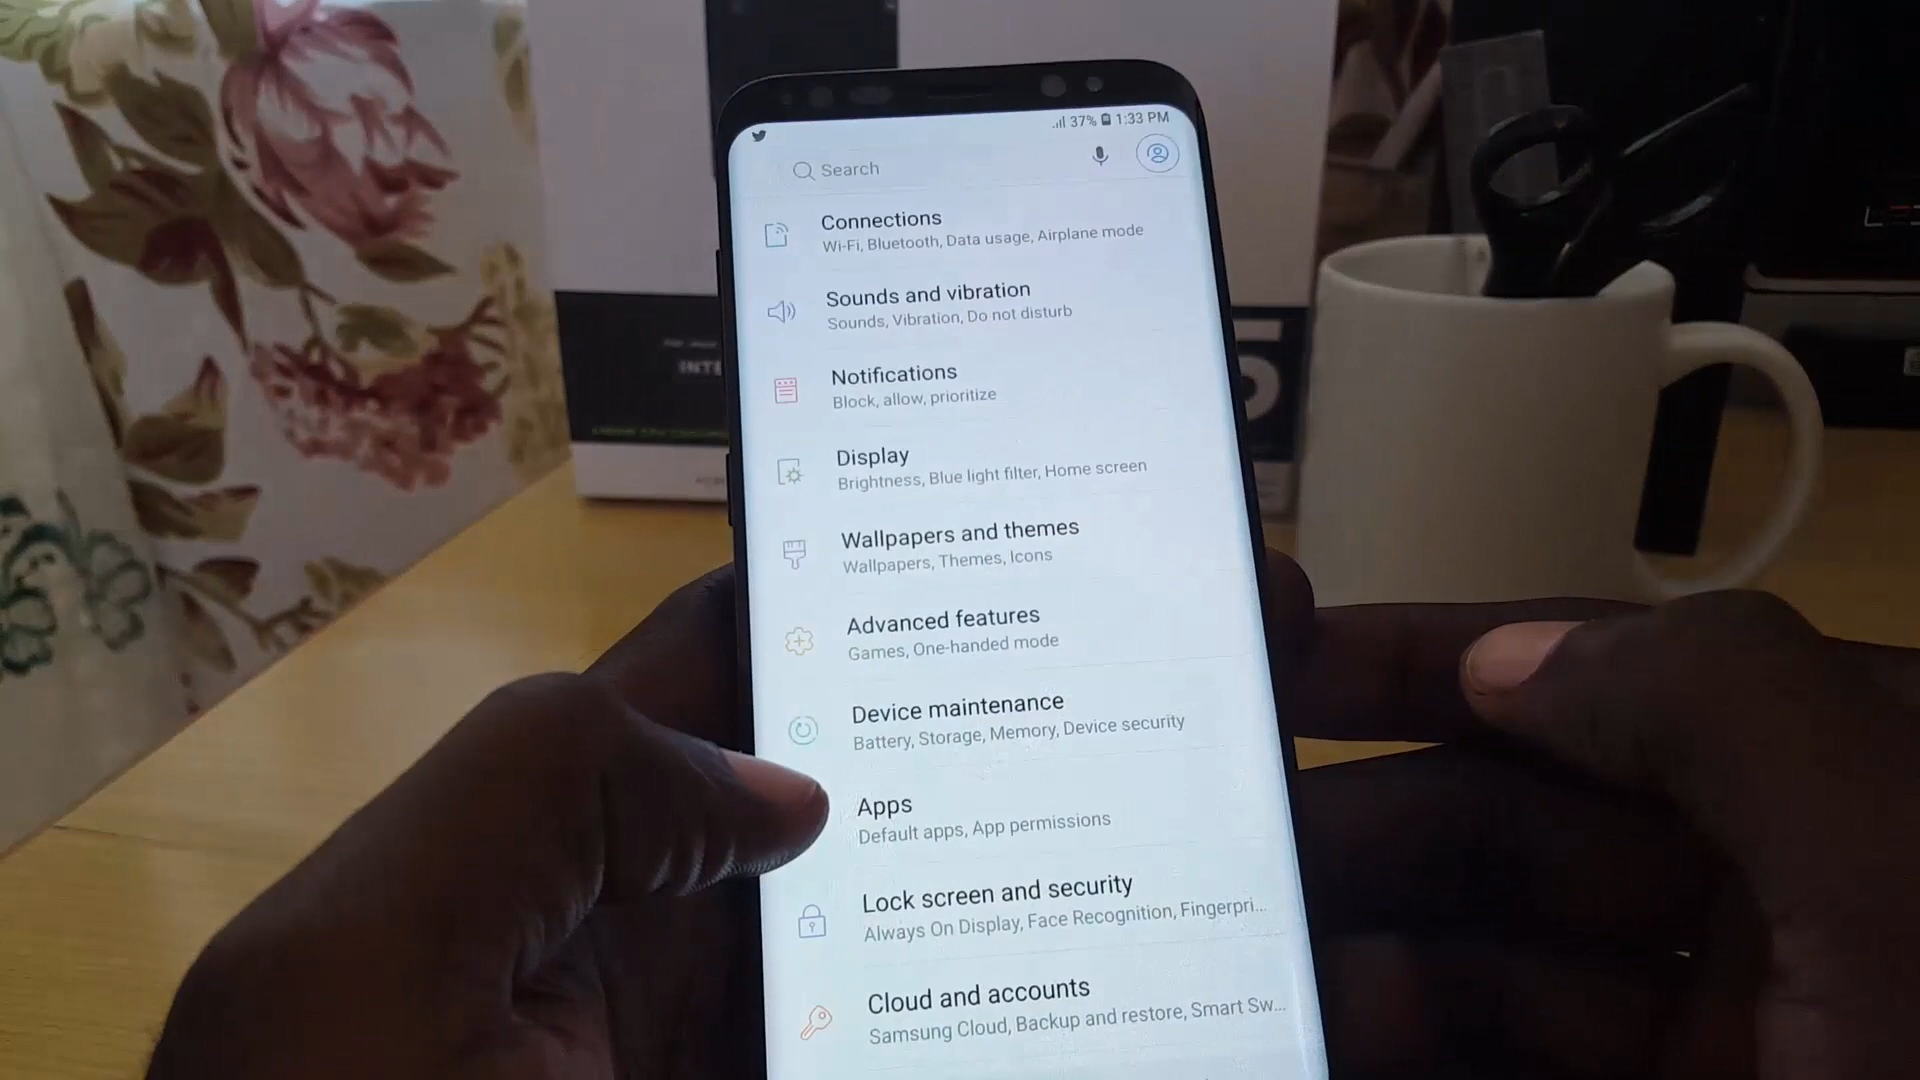 37% 1:33 PM
Search
Connections
Wi-Fi, Bluetooth, Data usage, Airplane mode
Sounds and vibration
Sounds, Vibration, Do not disturb
Notifications
Block, allow, prioritize
Display
Brightness, Blue light filter, Home screen
Wallpapers and themes
Wallpapers, Themes, Icons
Advanced features
Games, One-handed mode
Device maintenance
Battery, Storage, Memory, Device security
Apps
Default apps, App permissions
Lock screen and security
Always On Display, Face Recognition, Fingerpri...
Cloud and accounts
Samsung Cloud, Backup and restore, Smart Sw...